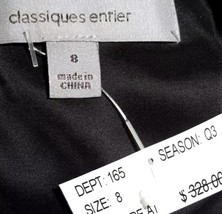 classiques entier
8
made in
CHINA
DEPT: 165
SEASON: Q3
SIZE: 8
$ 328.00